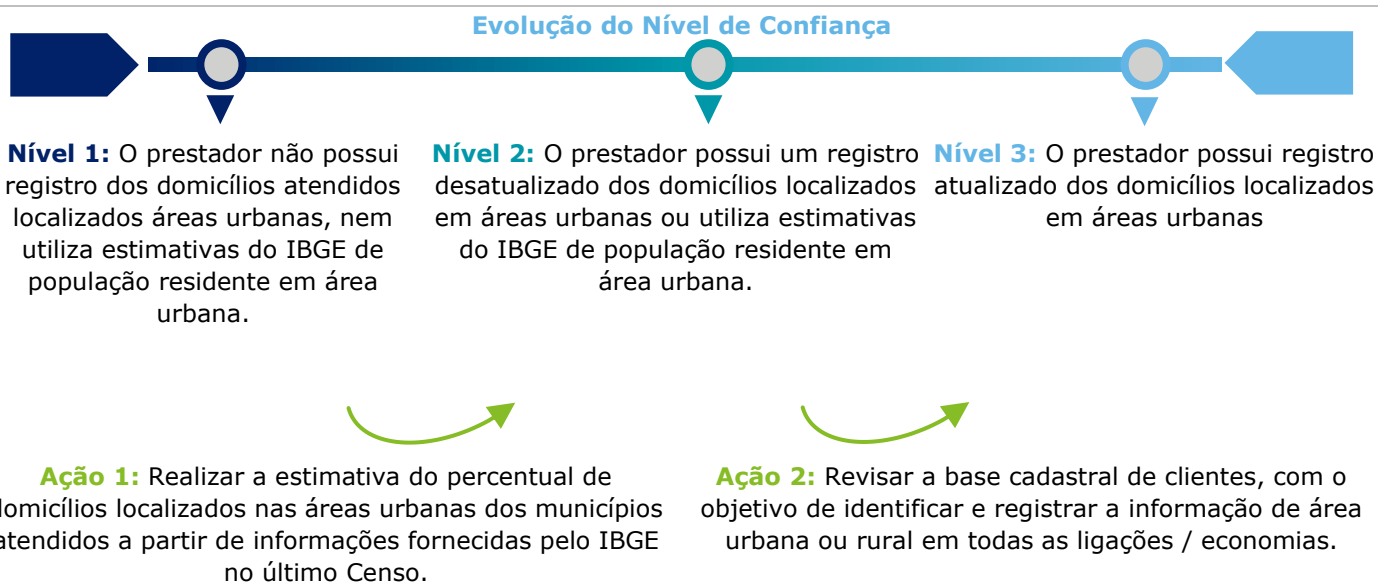 Evolução do Nível de Confiança
Nível 1: O prestador não possui
registro dos domicílios atendidos
localizados áreas urbanas, nem
utiliza estimativas do IBGE de
população residente em área
urbana.
Nível 2: O prestador possui um registro
desatualizado dos domicílios localizados
em áreas urbanas ou utiliza estimativas
do IBGE de população residente em
área urbana.
Nível 3: O prestador possui registro
atualizado dos domicílios localizados
em áreas urbanas
Ação 1: Realizar a estimativa do percentual de
domicílios localizados nas áreas urbanas dos municípios
atendidos a partir de informações fornecidas pelo IBGE
no último Censo.
Ação 2: Revisar a base cadastral de clientes, com o
objetivo de identificar e registrar a informação de área
urbana ou rural em todas as ligações / economias.